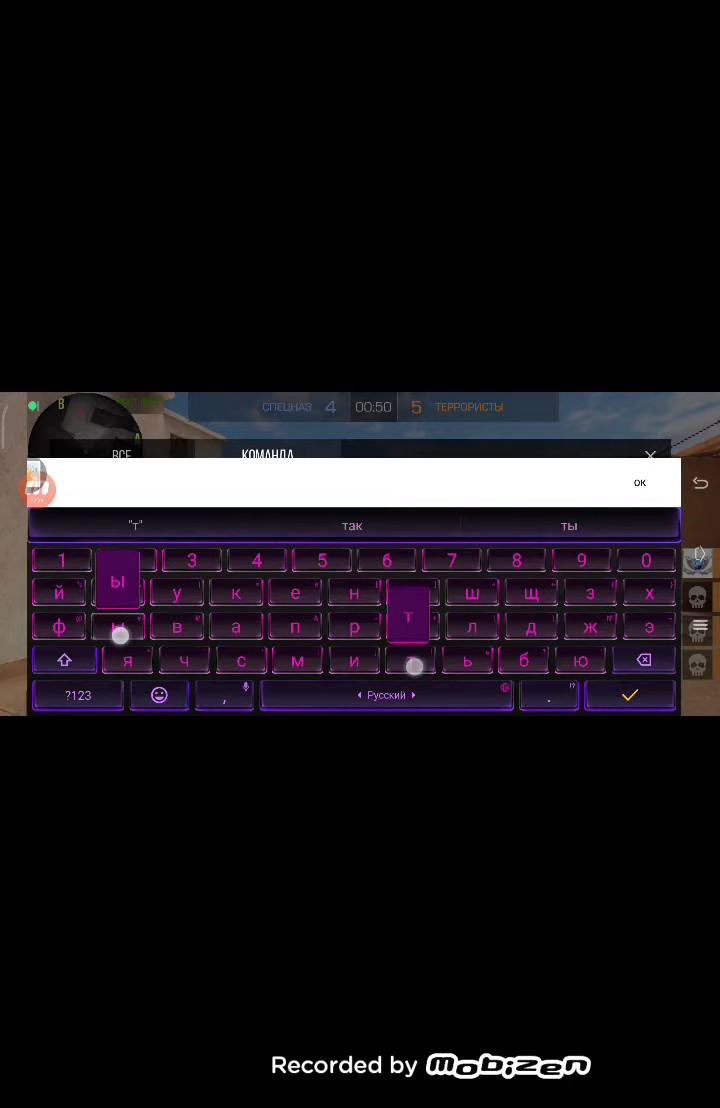 B
A
СПЕЦНАЗ 4 00:50 5 ТЕРРОРИСТЫ
ВСЕ КОМАНДА
ок
"т" так ты
1 3 4 5 6 7 8 9 0
ы
й у к е н ш щ з х
т
ф ы в а п р л д ж э
я ч с м и ь б ю
?123 , Русский . !?
Recorded by mobizen